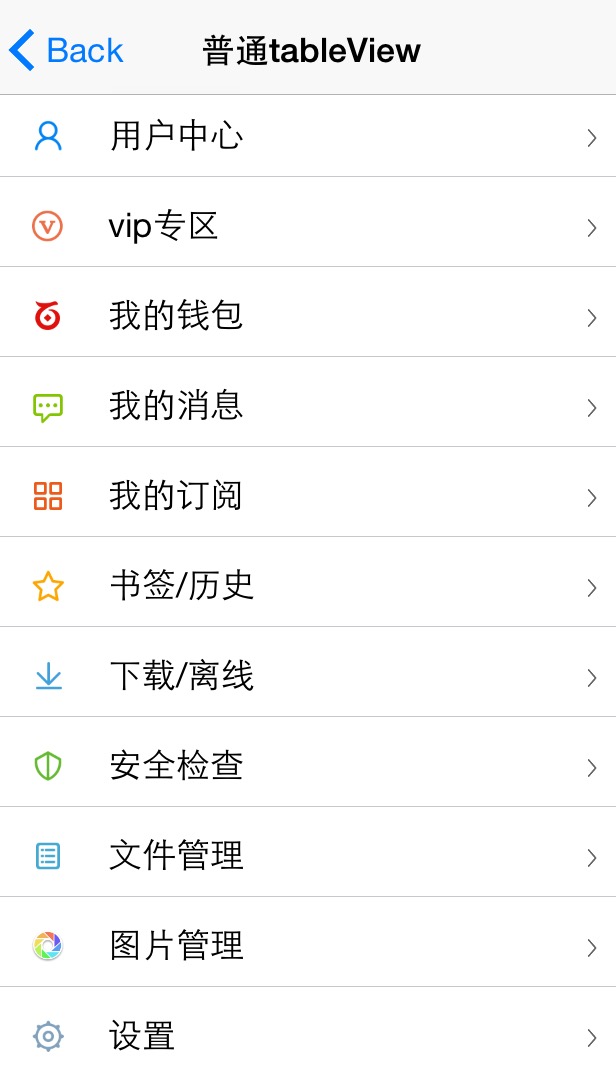 Back
普通tableView
用户中心
vip专区
我的钱包
我的消息
我的订阅
书签/历史
下载/离线
安全检查
文件管理
图片管理
设置